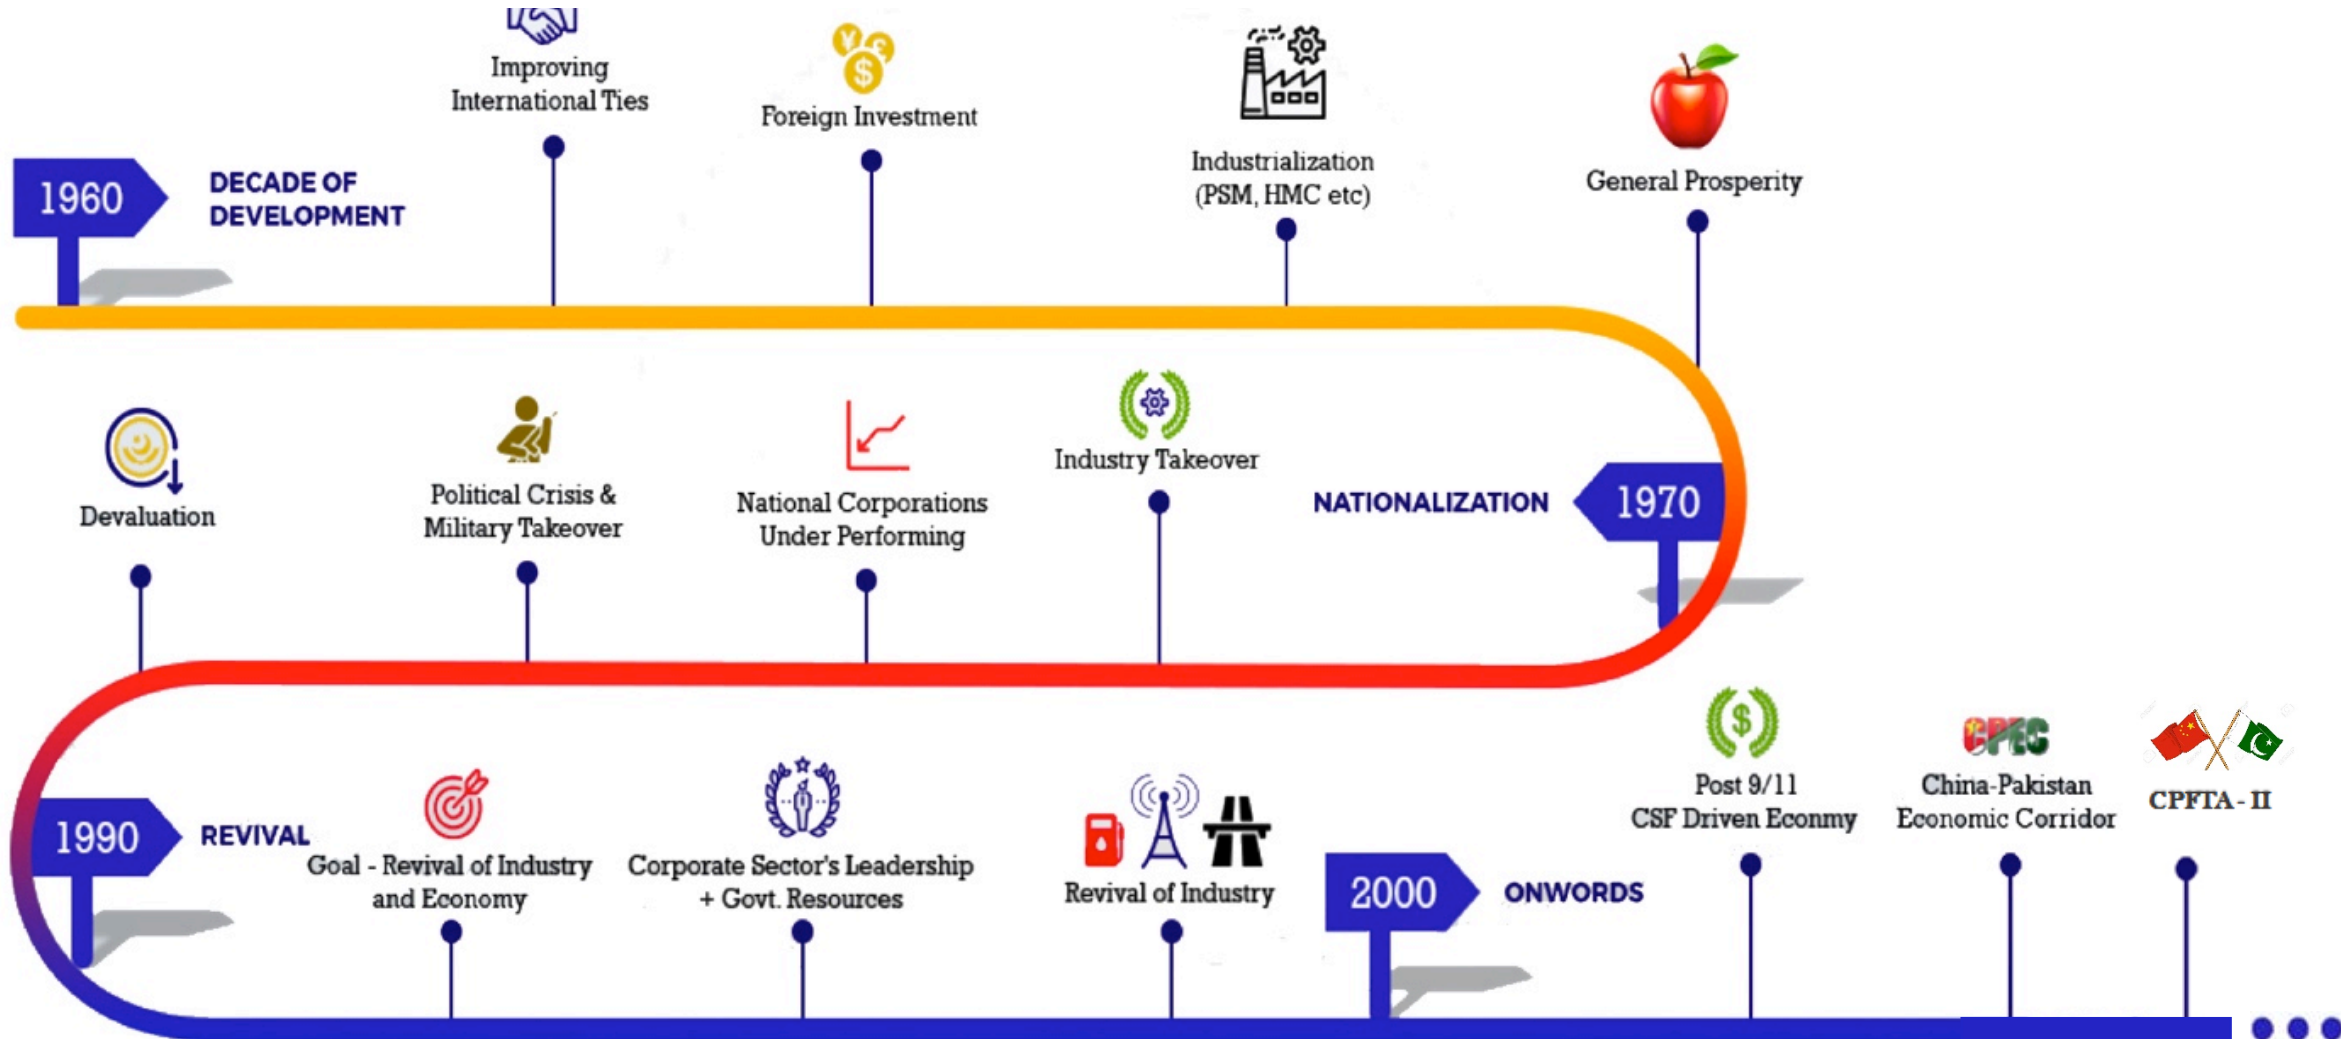 Improving
International Ties
Foreign Investment
Industrialization
(PSM, HMC etc)
General Prosperity
1960
DECADE OF
DEVELOPMENT
¥
£
$
Devaluation
Political Crisis &
Military Takeover
National Corporations
Under Performing
Industry Takeover
NATIONALIZATION
1970
1990
REVIVAL
Goal - Revival of Industry
and Economy
Corporate Sector's Leadership
+ Govt. Resources
Revival of Industry
2000
ONWORDS
$
Post 9/11
CSF Driven Econmy
CPEC
China-Pakistan
Economic Corridor
CPFTA - II